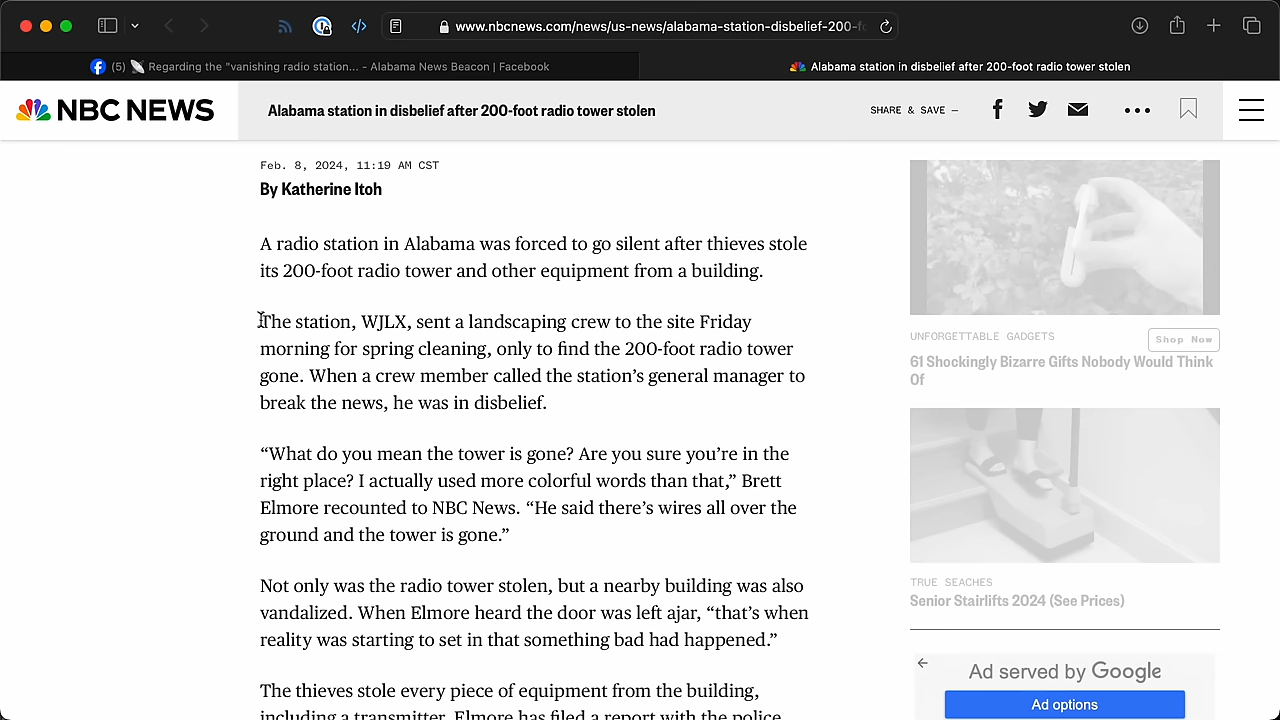 www.nbcnews.com/news/us-news/alabama-station-disbelief-200-f
(5) 📡 Regarding the "vanishing radio station... – Alabama News Beacon | Facebook
Alabama station in disbelief after 200-foot radio tower stolen
NBC NEWS
Alabama station in disbelief after 200-foot radio tower stolen
SHARE & SAVE —
Feb. 8, 2024, 11:19 AM CST
By Katherine Itoh
A radio station in Alabama was forced to go silent after thieves stole
its 200-foot radio tower and other equipment from a building.
The station, WJLX, sent a landscaping crew to the site Friday
morning for spring cleaning, only to find the 200-foot radio tower
gone. When a crew member called the station’s general manager to
break the news, he was in disbelief.
“What do you mean the tower is gone? Are you sure you’re in the
right place? I actually used more colorful words than that,” Brett
Elmore recounted to NBC News. “He said there’s wires all over the
ground and the tower is gone.”
Not only was the radio tower stolen, but a nearby building was also
vandalized. When Elmore heard the door was left ajar, “that’s when
reality was starting to set in that something bad had happened.”
The thieves stole every piece of equipment from the building,
including a transmitter. Elmore has filed a report with the police
UNFORGETTABLE GADGETS
Shop Now
61 Shockingly Bizarre Gifts Nobody Would Think
Of
TRUE SEACHES
Senior Stairlifts 2024 (See Prices)
Ad served by Google
Ad options